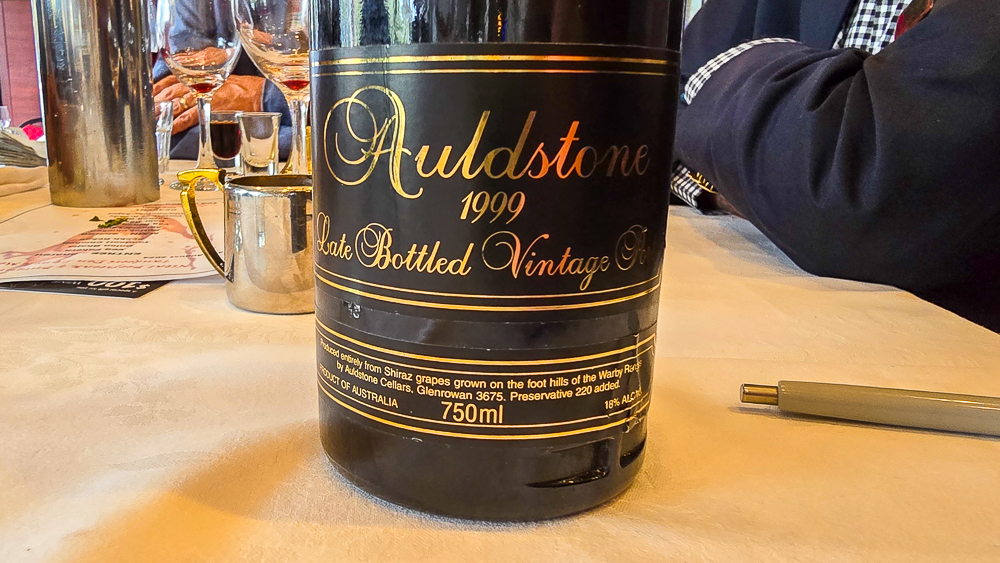 Auldstone
1999
Late Bottled Vintage
Produced entirely from Shiraz grapes grown on the foot hills of the Warby
by Auldstone Cellars. Glenrowan 3675. Preservative 220 added.
PRODUCT OF AUSTRALIA 750ml 18%
$100